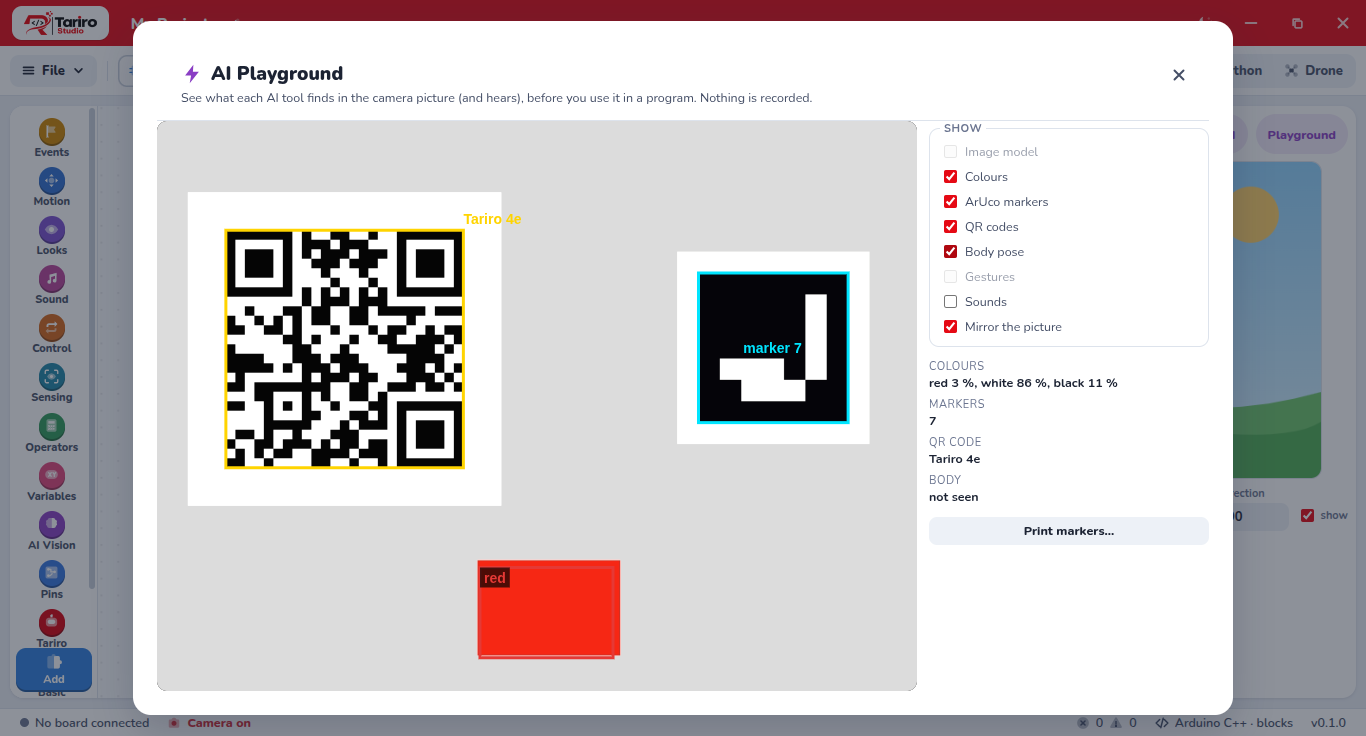 Tariro
Studio
File
thon
Drone
AI Playground
See what each AI tool finds in the camera picture (and hears), before you use it in a program. Nothing is recorded.
Events
Motion
Looks
Sound
Control
Sensing
Operators
Variables
AI Vision
Pins
Tariro
Add
Basic
Tariro 4e
marker 7
red
SHOW
Image model
Colours
ArUco markers
QR codes
Body pose
Gestures
Sounds
Mirror the picture
COLOURS
red 3 %, white 86 %, black 11 %
MARKERS
7
QR CODE
Tariro 4e
BODY
not seen
Print markers...
Playground
ection
00
show
No board connected
Camera on
0
0
Arduino C++ · blocks
v0.1.0